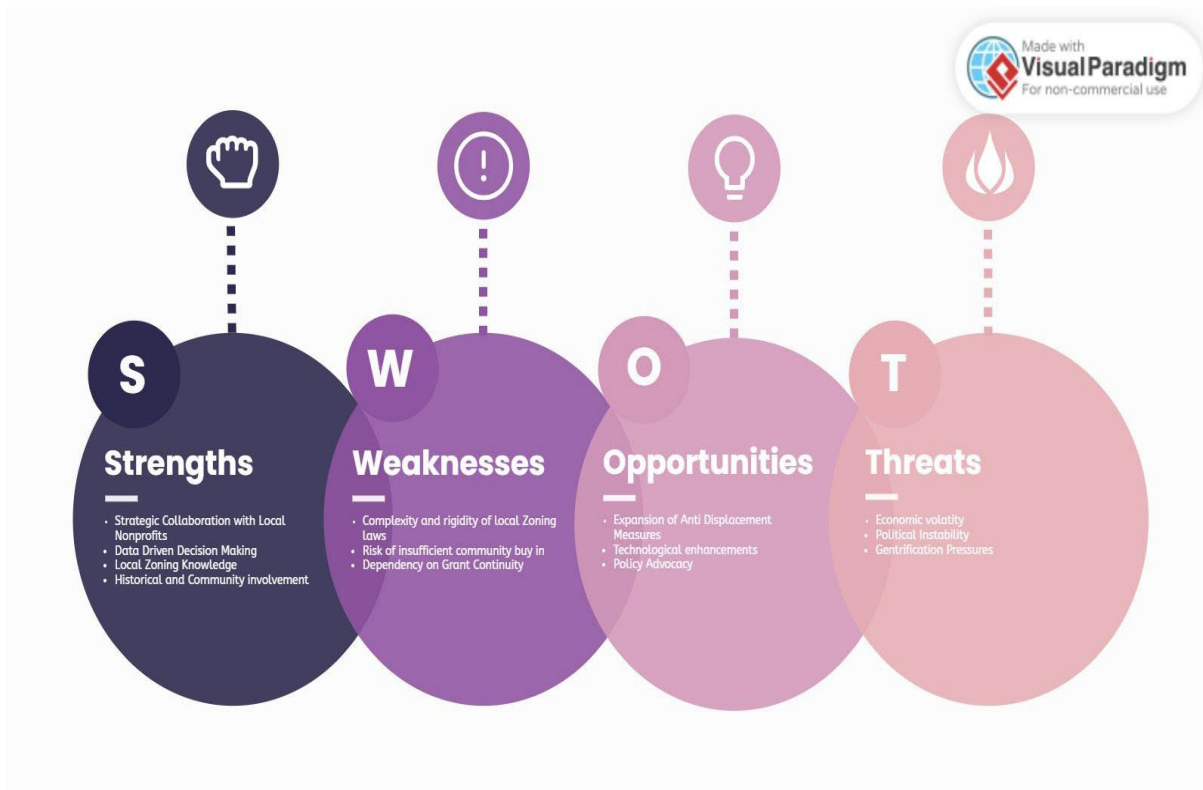 Made with
Visual Paradigm
For non-commercial use
S
Strengths
• Strategic Collaboration with Local
Nonprofits
• Data Driven Decision Making
• Local Zoning Knowledge
• Historical and Community involvement
W
Weaknesses
• Complexity and rigidity of local Zoning
laws
• Risk of insufficient community buy in
• Dependency on Grant Continuity
O
Opportunities
• Expansion of Anti Displacement
Measures
• Technological enhancements
• Policy Advocacy
T
Threats
• Economic volatity
• Political Instability
• Gentrification Pressures